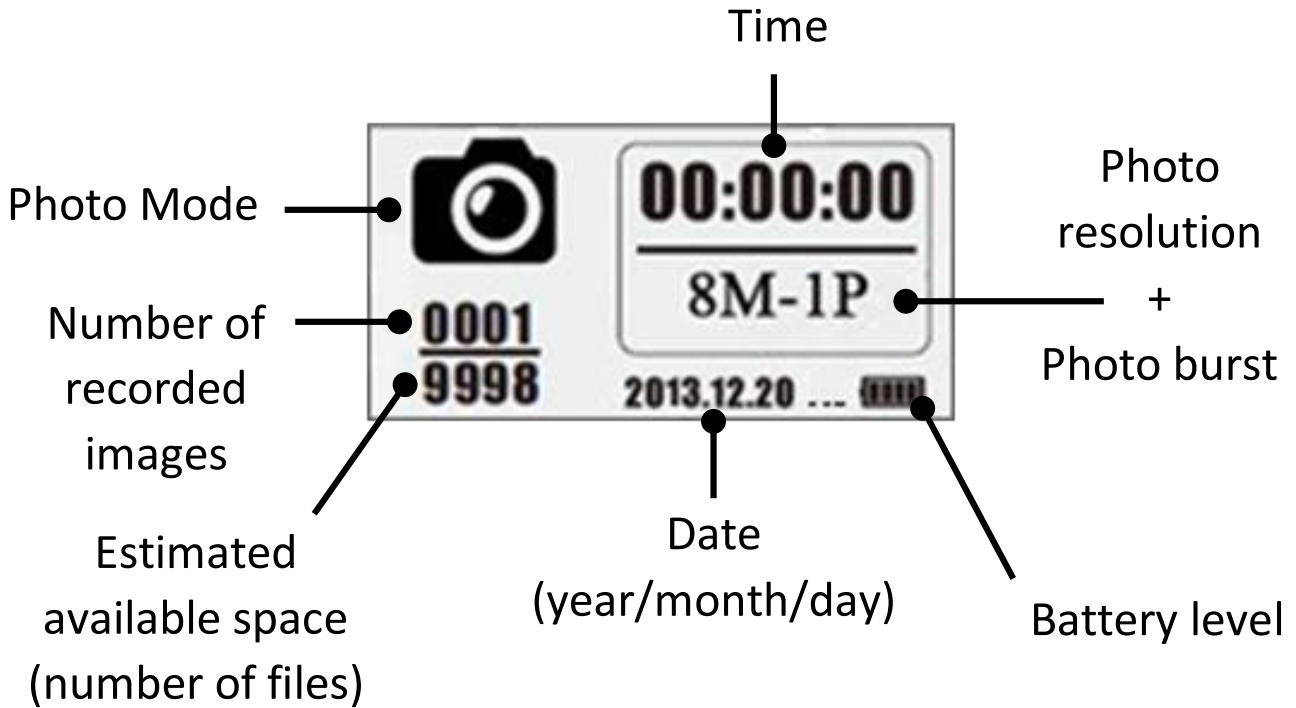 Time
Photo Mode
00:00:00
8M-1P
Photo
resolution
+
Photo burst
Number of
recorded
images
0001
9998
2013.12.20 ...
Estimated
available space
(number of files)
Date
(year/month/day)
Battery level